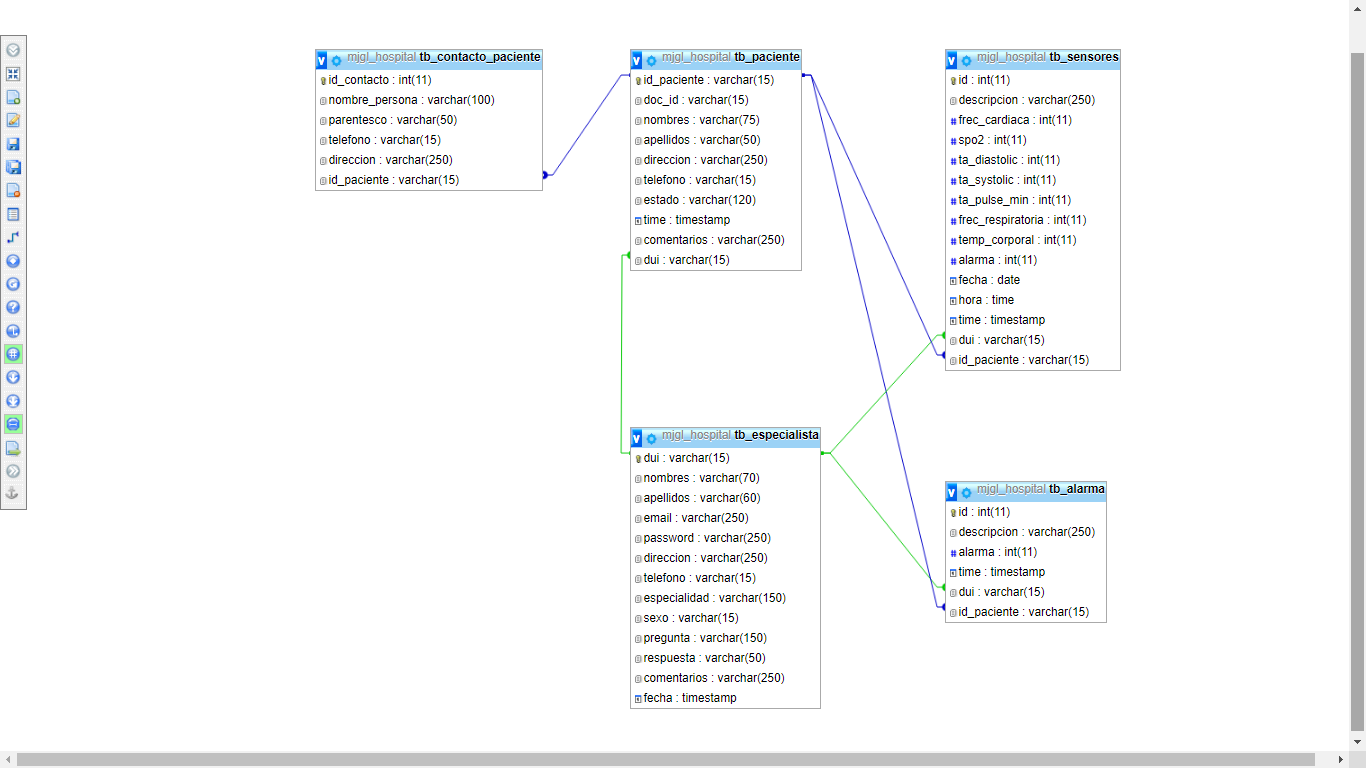 mjgl_hospital tb_contacto_paciente
id_contacto : int(11)
nombre_persona : varchar(100)
parentesco : varchar(50)
telefono : varchar(15)
direccion : varchar(250)
id_paciente : varchar(15)
mjgl_hospital tb_paciente
id_paciente : varchar(15)
doc_id : varchar(15)
nombres : varchar(75)
apellidos : varchar(50)
direccion : varchar(250)
telefono : varchar(15)
estado : varchar(120)
time : timestamp
comentarios : varchar(250)
dui : varchar(15)
mjgl_hospital tb_sensores
id : int(11)
descripcion : varchar(250)
frec_cardiaca : int(11)
spo2 : int(11)
ta_diastolic : int(11)
ta_systolic : int(11)
ta_pulse_min : int(11)
frec_respiratoria : int(11)
temp_corporal : int(11)
alarma : int(11)
fecha : date
hora : time
time : timestamp
dui : varchar(15)
id_paciente : varchar(15)
mjgl_hospital tb_especialista
dui : varchar(15)
nombres : varchar(70)
apellidos : varchar(60)
email : varchar(250)
password : varchar(250)
direccion : varchar(250)
telefono : varchar(15)
especialidad : varchar(150)
sexo : varchar(15)
pregunta : varchar(150)
respuesta : varchar(50)
comentarios : varchar(250)
fecha : timestamp
mjgl_hospital tb_alarma
id : int(11)
descripcion : varchar(250)
alarma : int(11)
time : timestamp
dui : varchar(15)
id_paciente : varchar(15)